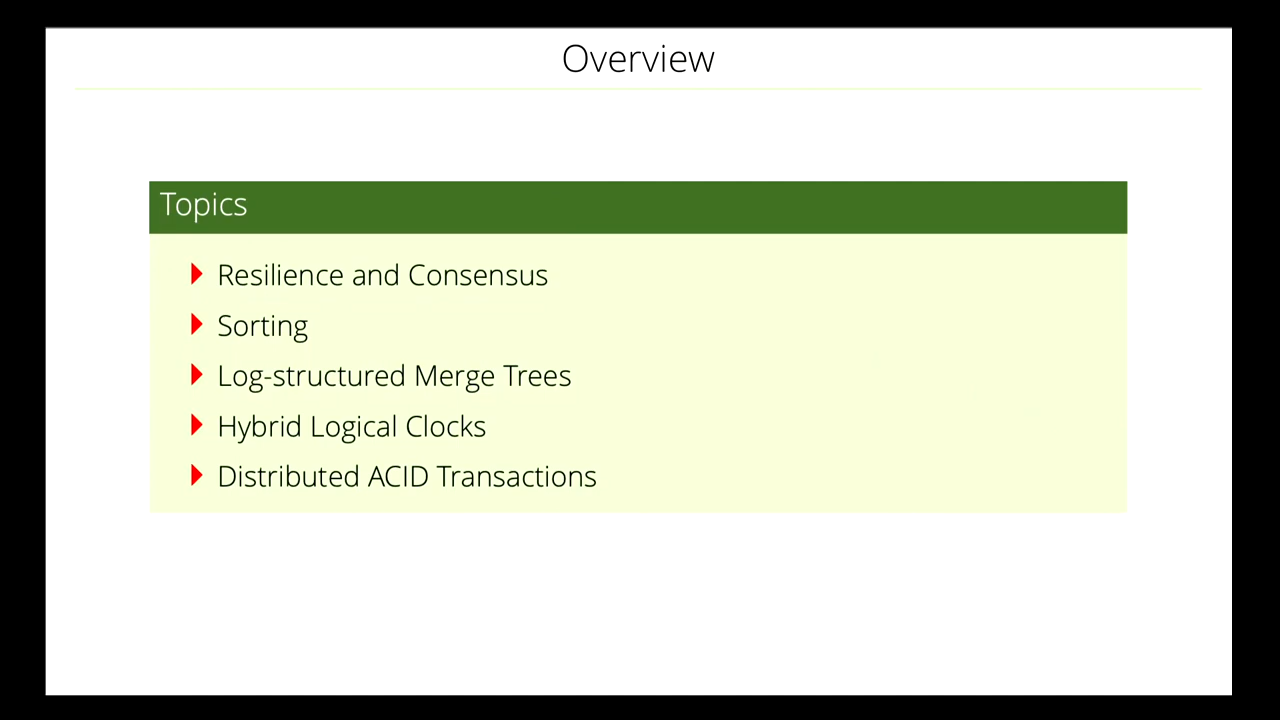 Overview
Topics
Resilience and Consensus
Sorting
Log-structured Merge Trees
Hybrid Logical Clocks
Distributed ACID Transactions